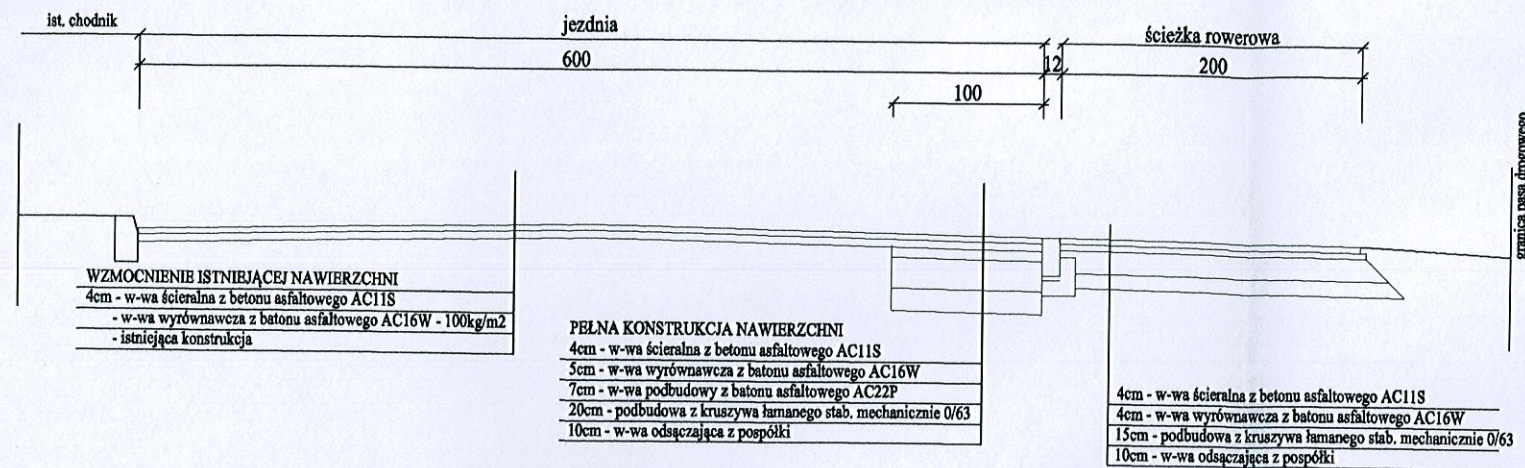 ist. chodnik
jezdnia
ścieżka rowerowa
600
12
200
100
granica pasa drogowego
WZMOCNIENIE ISTNIEJĄCEJ NAWIERZCHNI
4cm - w-wa ścieralna z betonu asfaltowego AC11S
- w-wa wyrównawcza z batonu asfaltowego AC16W - 100kg/m2
- istniejąca konstrukcja
PEŁNA KONSTRUKCJA NAWIERZCHNI
4cm - w-wa ścieralna z betonu asfaltowego AC11S
5cm - w-wa wyrównawcza z batonu asfaltowego AC16W
7cm - w-wa podbudowy z batonu asfaltowego AC22P
20cm - podbudowa z kruszywa łamanego stab. mechanicznie 0/63
10cm - w-wa odsączająca z pospółki
4cm - w-wa ścieralna z betonu asfaltowego AC11S
4cm - w-wa wyrównawcza z batonu asfaltowego AC16W
15cm - podbudowa z kruszywa łamanego stab. mechanicznie 0/63
10cm - w-wa odsączająca z pospółki